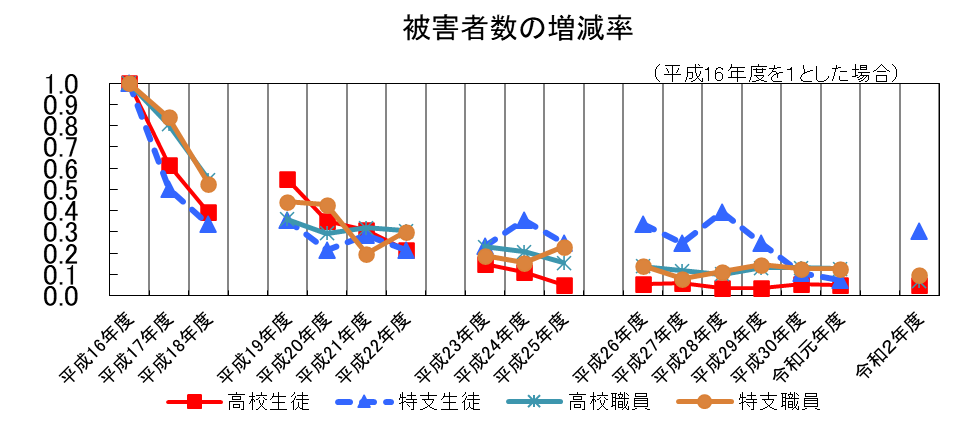 被害者数の増減率
（平成16年度を1とした場合）
1.0
0.9
0.8
0.7
0.6
0.5
0.4
0.3
0.2
0.1
0.0
平成16年度
平成17年度
平成18年度
平成19年度
平成20年度
平成21年度
平成22年度
平成23年度
平成24年度
平成25年度
平成26年度
平成27年度
平成28年度
平成29年度
平成30年度
令和元年度
令和2年度
高校生徒 特支生徒 高校職員 特支職員